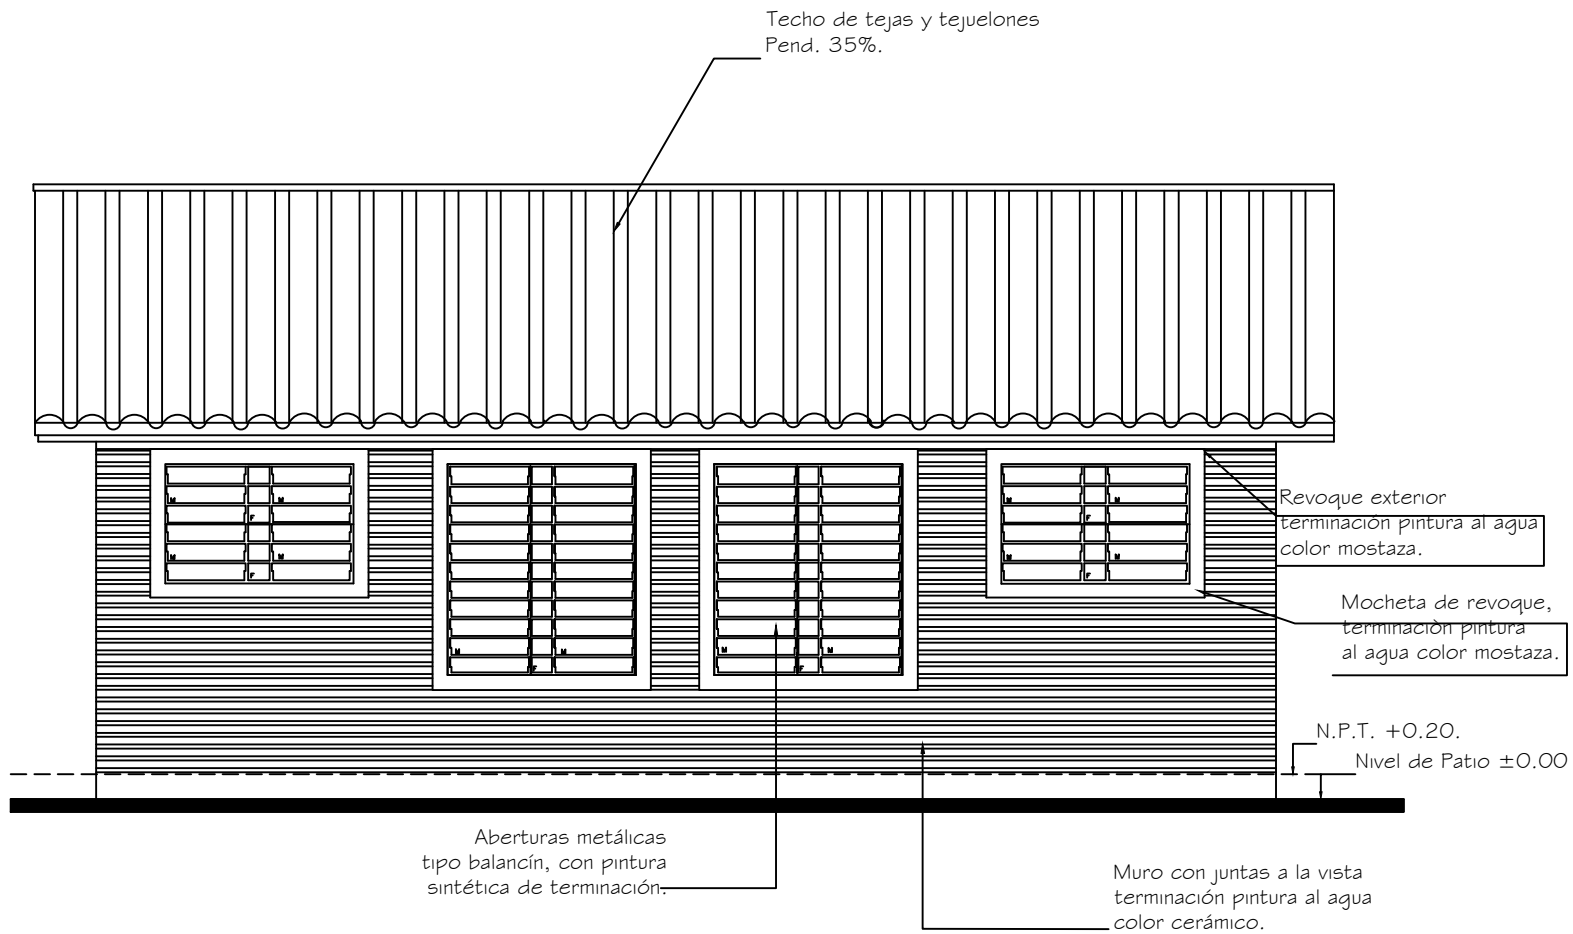 Techo de tejas y tejuelones
Pend. 35%.
M
M
F
M
M
F
M
M
F
M
M
F
M
M
F
M
M
F
Revoque exterior
terminación pintura al agua
color mostaza.
Mocheta de revoque,
terminaciòn pintura
al agua color mostaza.
N.P.T. +0.20.
Nivel de Patio ±0.00
Aberturas metálicas
tipo balancín, con pintura
sintética de terminación.
Muro con juntas a la vista
terminación pintura al agua
color cerámico.